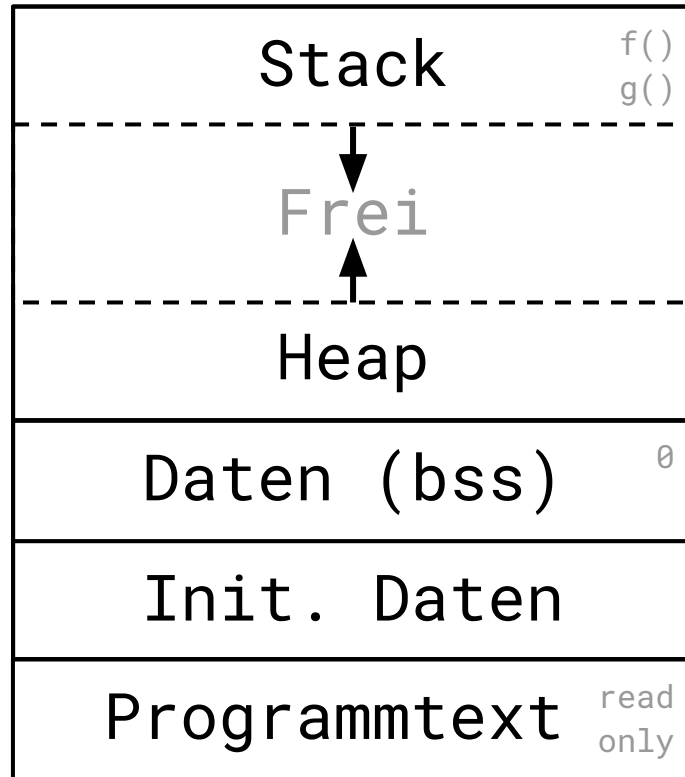 Stack
f()
g()
Frei
Heap
Daten (bss)
0
Init. Daten
Programmtext
read
only